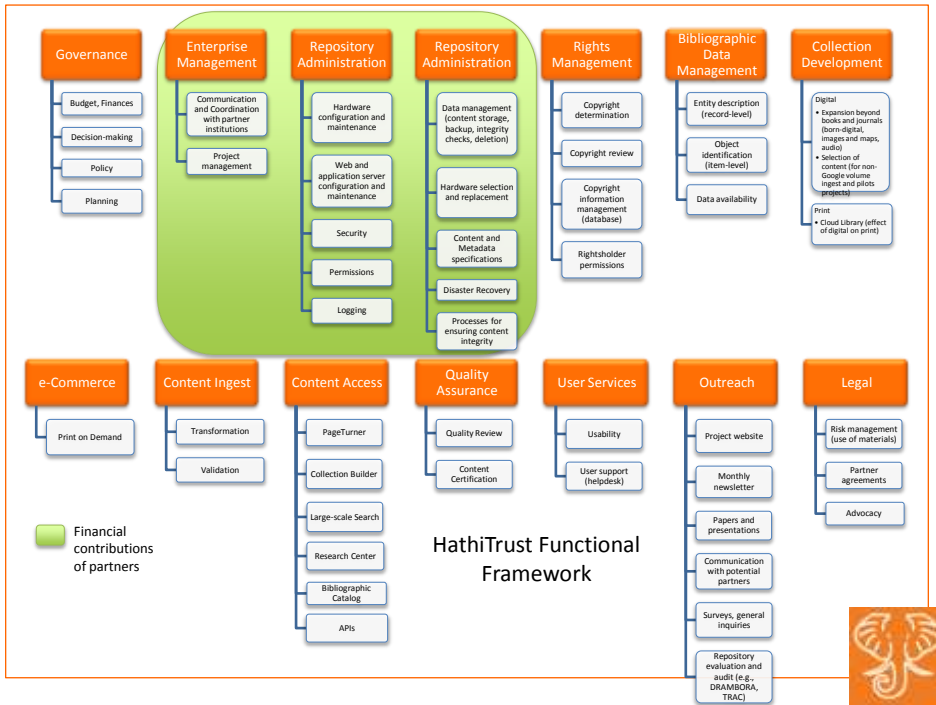 Governance
Budget, Finances
Decision-making
Policy
Planning
Enterprise
Management
Communication
and Coordination
with partner
institutions
Project
management
Repository
Administration
Hardware
configuration and
maintenance
Web and
application server
configuration and
maintenance
Security
Permissions
Logging
Repository
Administration
Data management
(content storage,
backup, integrity
checks, deletion)
Hardware selection
and replacement
Content and
Metadata
specifications
Disaster Recovery
Processes for
ensuring content
integrity
Rights
Management
Copyright
determination
Copyright review
Copyright
information
management
(database)
Rightsholder
permissions
Bibliographic
Data
Management
Entity description
(record-level)
Object
identification
(item-level)
Data availability
Collection
Development
Digital
• Expansion beyond
books and journals
(born-digital,
images and maps,
audio)
• Selection of
content (for non-
Google volume
ingest and pilots
projects)
Print
• Cloud Library (effect
of digital on print)
e-Commerce
Print on Demand
Content Ingest
Transformation
Validation
Content Access
PageTurner
Collection Builder
Large-scale Search
Research Center
Bibliographic
Catalog
APIs
Quality
Assurance
Quality Review
Content
Certification
User Services
Usability
User support
(helpdesk)
Outreach
Project website
Monthly
newsletter
Papers and
presentations
Communication
with potential
partners
Surveys, general
inquiries
Repository
evaluation and
audit (e.g.,
DRAMBORA,
TRAC)
Legal
Risk management
(use of materials)
Partner
agreements
Advocacy
Financial
contributions
of partners
HathiTrust Functional
Framework